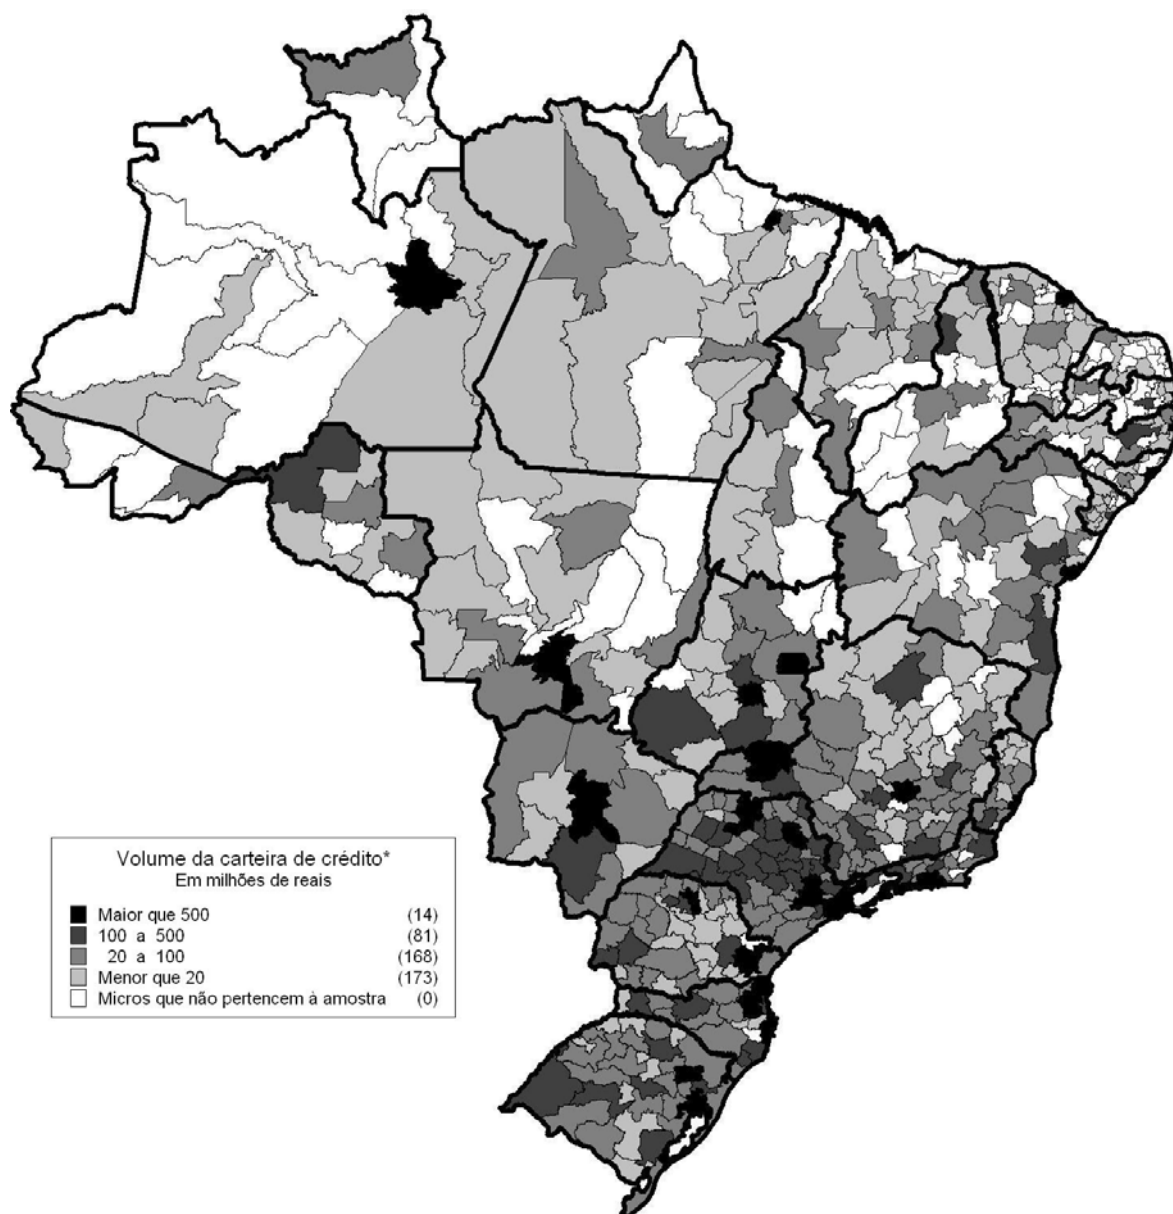 Volume da carteira de crédito*
Em milhões de reais
Maior que 500 (14)
100 a 500 (81)
20 a 100 (168)
Menor que 20 (173)
Micros que não pertencem à amostra (0)